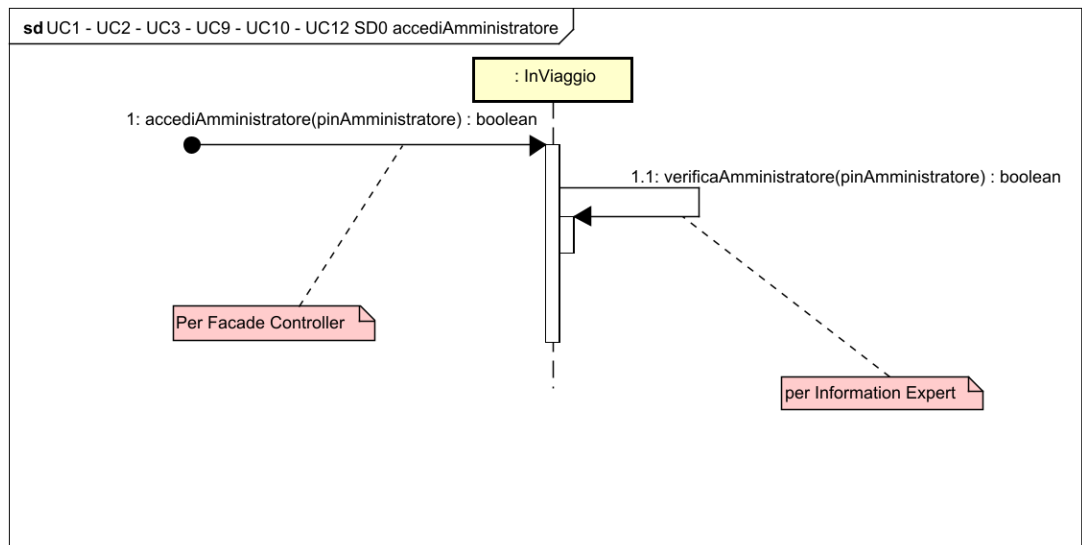 sd UC1 - UC2 - UC3 - UC9 - UC10 - UC12 SD0 accediAmministratore
: InViaggio
1: accediAmministratore(pinAmministratore) : boolean
1.1: verificaAmministratore(pinAmministratore) : boolean
Per Facade Controller
per Information Expert